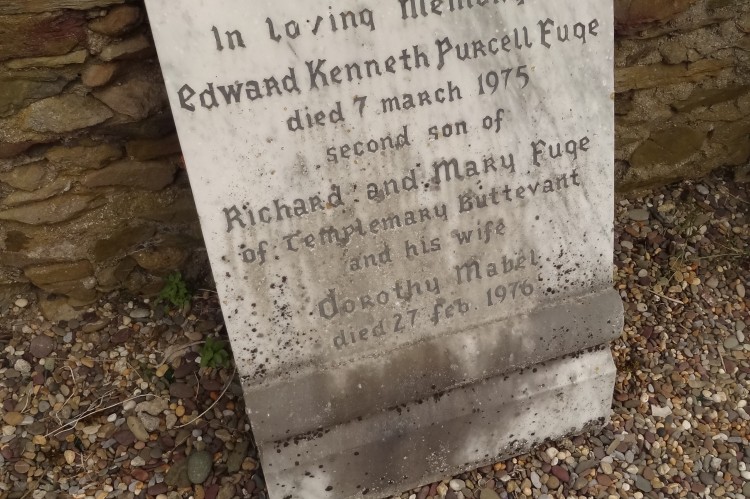 In loving Memory
Edward Kenneth Purcell Fuge
died 7 march 1975
second son of
Richard and Mary Fuge
of Templemary Buttevant
and his wife
Dorothy Mabel
died 27 feb. 1976